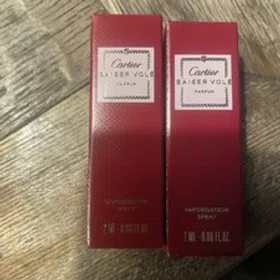 Cartier
BAISER VOLÉ
PARFUM
VAPORISATEUR
SPRAY
2 ML - 0.06 FL.OZ.
Cartier
BAISER VOLÉ
PARFUM
VAPORISATEUR
SPRAY
2 ML - 0.06 FL.OZ.